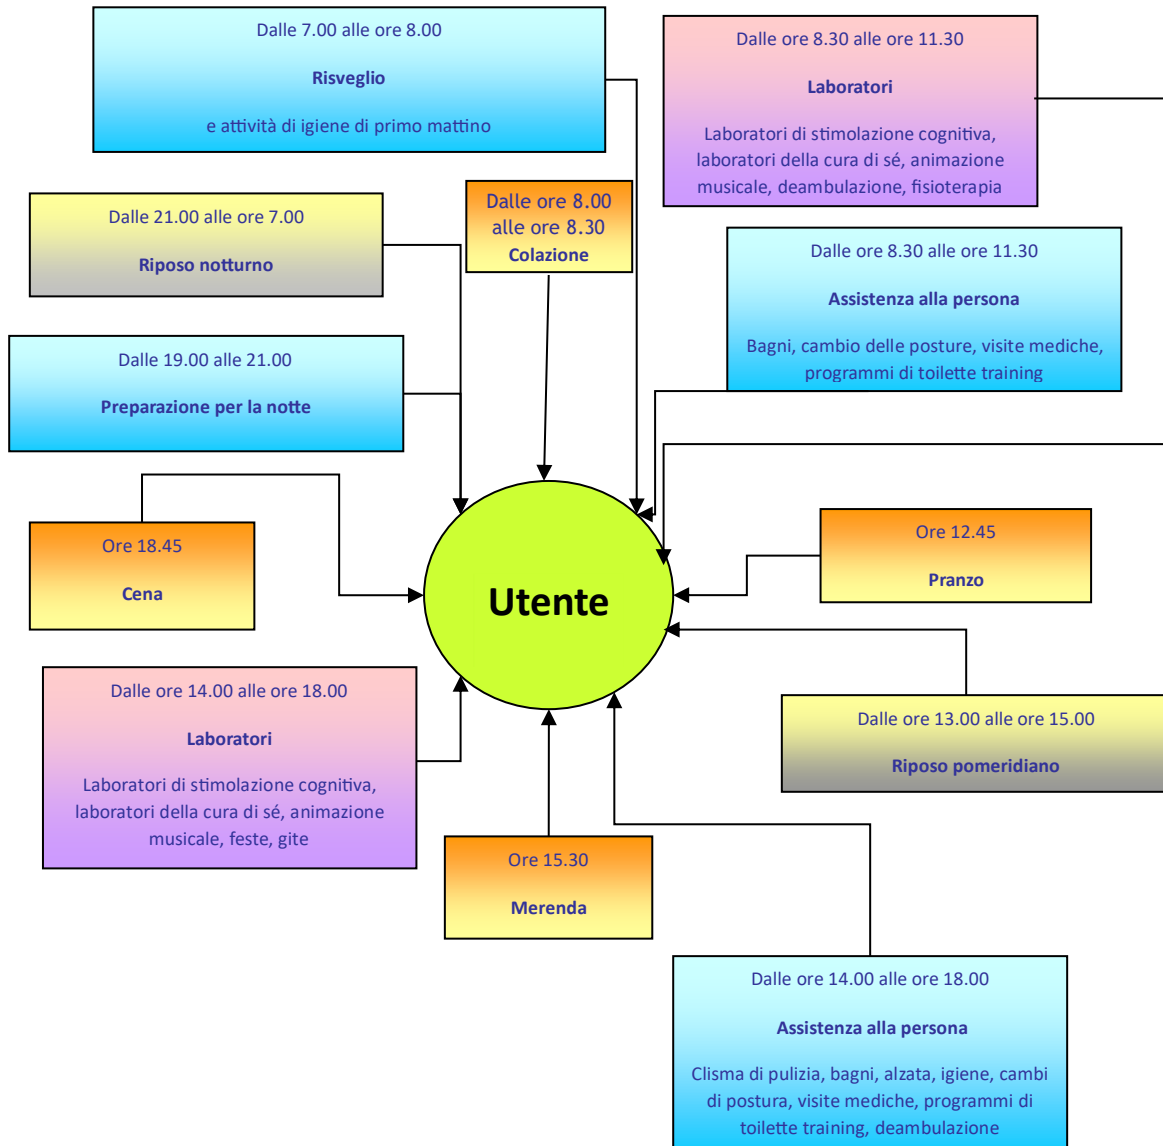 Dalle 7.00 alle ore 8.00
Risveglio
e attività di igiene di primo mattino
Dalle ore 8.30 alle ore 11.30
Laboratori
Laboratori di stimolazione cognitiva,
laboratori della cura di sé, animazione
musicale, deambulazione, fisioterapia
Dalle 21.00 alle ore 7.00
Riposo notturno
Dalle ore 8.00
alle ore 8.30
Colazione
Dalle ore 8.30 alle ore 11.30
Assistenza alla persona
Bagni, cambio delle posture, visite mediche,
programmi di toilette training
Dalle 19.00 alle 21.00
Preparazione per la notte
Ore 18.45
Cena
Utente
Ore 12.45
Pranzo
Dalle ore 14.00 alle ore 18.00
Laboratori
Laboratori di stimolazione cognitiva,
laboratori della cura di sé, animazione
musicale, feste, gite
Dalle ore 13.00 alle ore 15.00
Riposo pomeridiano
Ore 15.30
Merenda
Dalle ore 14.00 alle ore 18.00
Assistenza alla persona
Clisma di pulizia, bagni, alzata, igiene, cambi
di postura, visite mediche, programmi di
toilette training, deambulazione